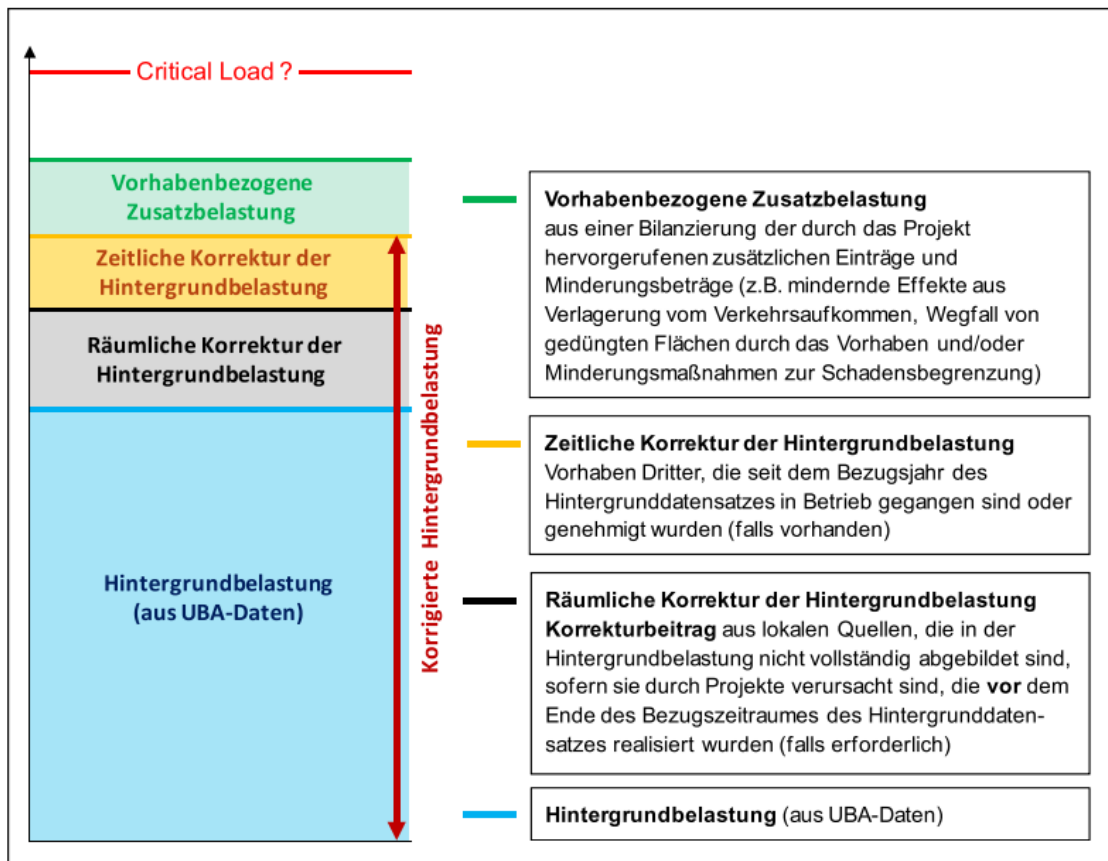 Critical Load ?
Vorhabenbezogene
Zusatzbelastung
Zeitliche Korrektur der
Hintergrundbelastung
Räumliche Korrektur der
Hintergrundbelastung
Hintergrundbelastung
(aus UBA-Daten)
Korrigierte Hintergrundbelastung
Vorhabenbezogene Zusatzbelastung
aus einer Bilanzierung der durch das Projekt
hervorgerufenen zusätzlichen Einträge und
Minderungsbeträge (z.B. mindernde Effekte aus
Verlagerung vom Verkehrsaufkommen, Wegfall von
gedüngten Flächen durch das Vorhaben und/oder
Minderungsmaßnahmen zur Schadensbegrenzung)
Zeitliche Korrektur der Hintergrundbelastung
Vorhaben Dritter, die seit dem Bezugsjahr des
Hintergrunddatensatzes in Betrieb gegangen sind oder
genehmigt wurden (falls vorhanden)
Räumliche Korrektur der Hintergrundbelastung
Korrekturbeitrag aus lokalen Quellen, die in der
Hintergrundbelastung nicht vollständig abgebildet sind,
sofern sie durch Projekte verursacht sind, die vor dem
Ende des Bezugszeitraumes des Hintergrunddaten-
satzes realisiert wurden (falls erforderlich)
Hintergrundbelastung (aus UBA-Daten)